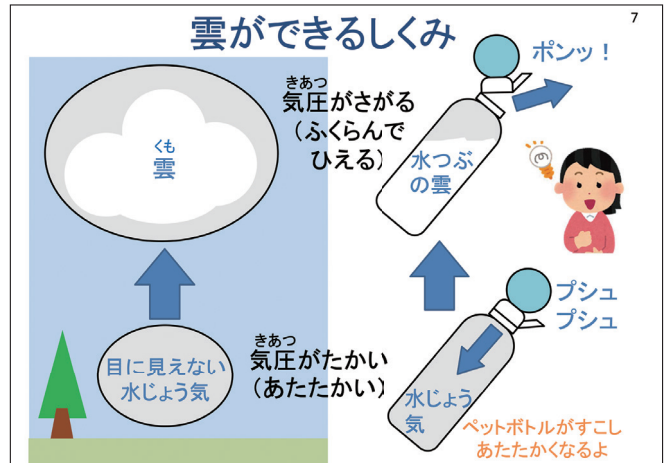 7
雲ができるしくみ
きあつ
気圧がさがる
(ふくらんで
ひえる)
くも
雲
ポンッ!
水つぶ
の雲
きあつ
気圧がたかい
(あたたかい)
目に見えない
水じょう気
プシュ
プシュ
水じょう
気
ペットボトルがすこし
あたたかくなるよ